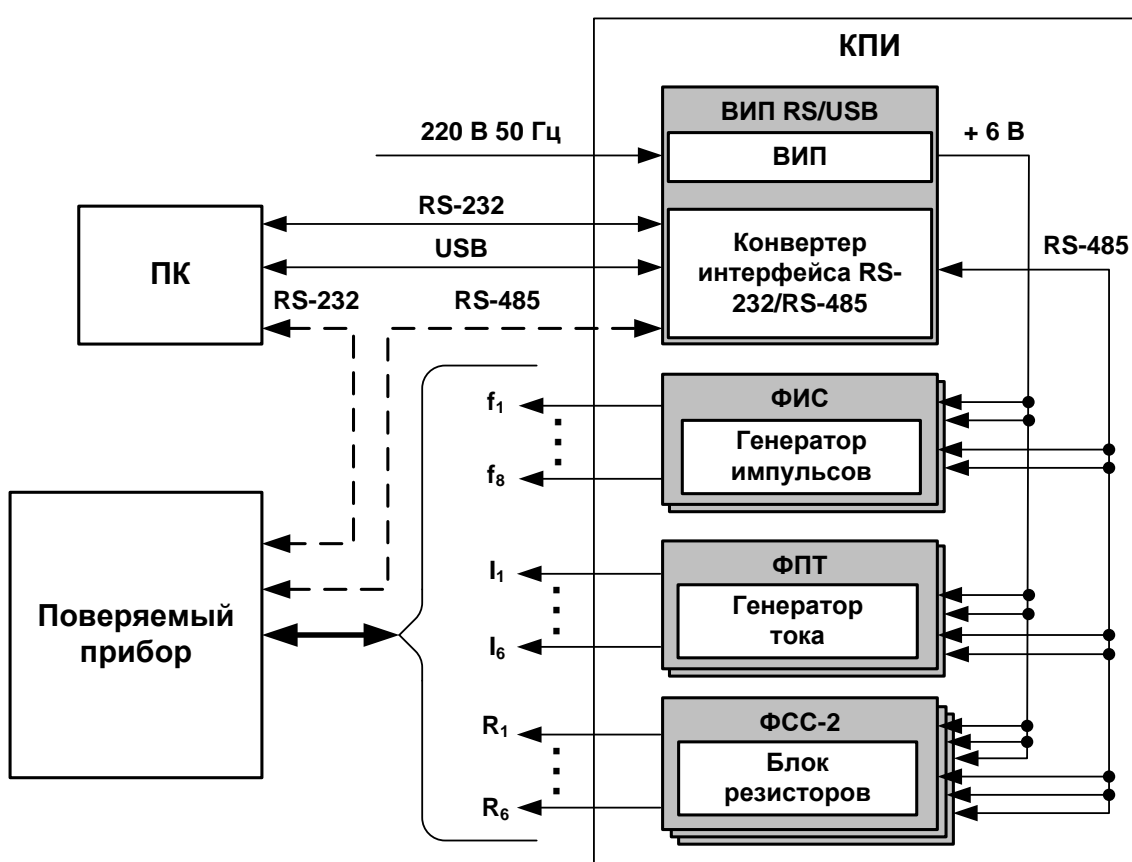 КПИ
ВИП RS/USB
220 В 50 Гц
+ 6 В
ВИП
RS-232
ПК
USB
Конвертер
интерфейса RS-
232/RS-485
RS-485
RS-232
RS-485
ФИС
f1
Генератор
импульсов
f8
ФПТ
I1
Генератор
тока
I6
Поверяемый
прибор
ФСС-2
R1
Блок
резисторов
R6